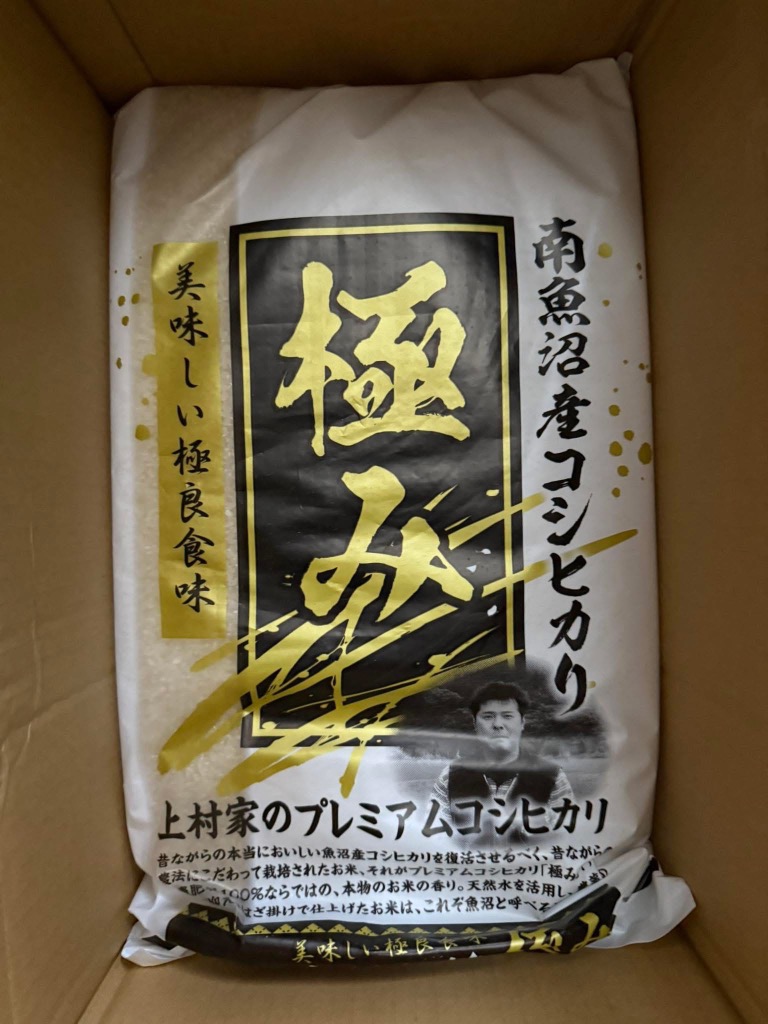 南魚沼産コシヒカリ
極み
美味しい極良食味
上村家のプレミアムコシヒカリ
昔ながらの本当においしい魚沼産コシヒカリを復活させるべく、昔ながらの
農法にこだわって栽培されたお米、それがプレミアムコシヒカリ「極み」
100%ならではの、本物のお米の香り。天然水を活用し
はざ掛けで仕上げたお米は、これぞ魚沼と呼べる
美味しい極良食味
極み